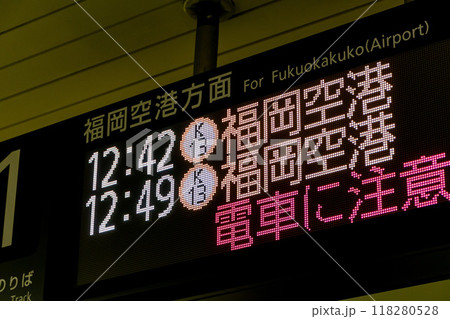 福岡空港方面 For Fukuokakuko(Airport)
12:42 K13 福岡空港
12:49 K13 福岡空港
電車に注意
1
のりば
Track
118280528